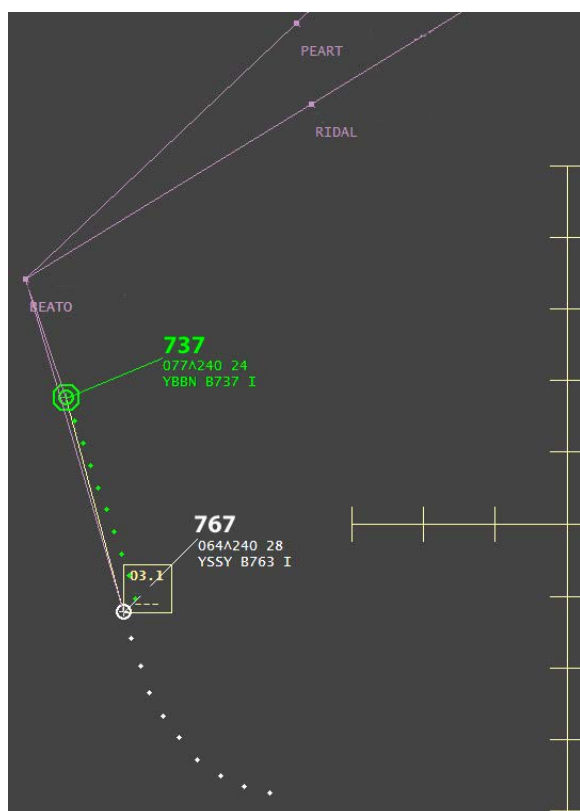 PEART
RIDAL
BEATO
737
077^240 24
YBBN B737 I
767
064^240 28
YSSY B763 I
03.1
---